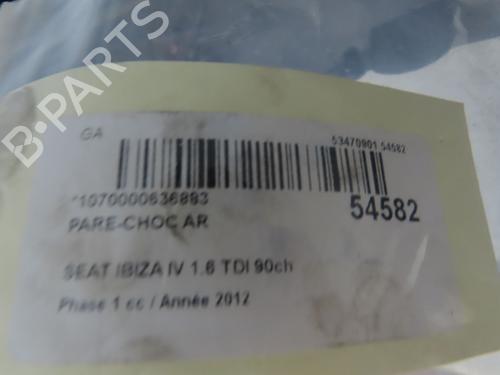 B-PARTS
GA
53470901 54582
*1070000636893
54582
PARE-CHOC AR
SEAT IBIZA IV 1.6 TDI 90ch
Phase 1 cc / Année 2012